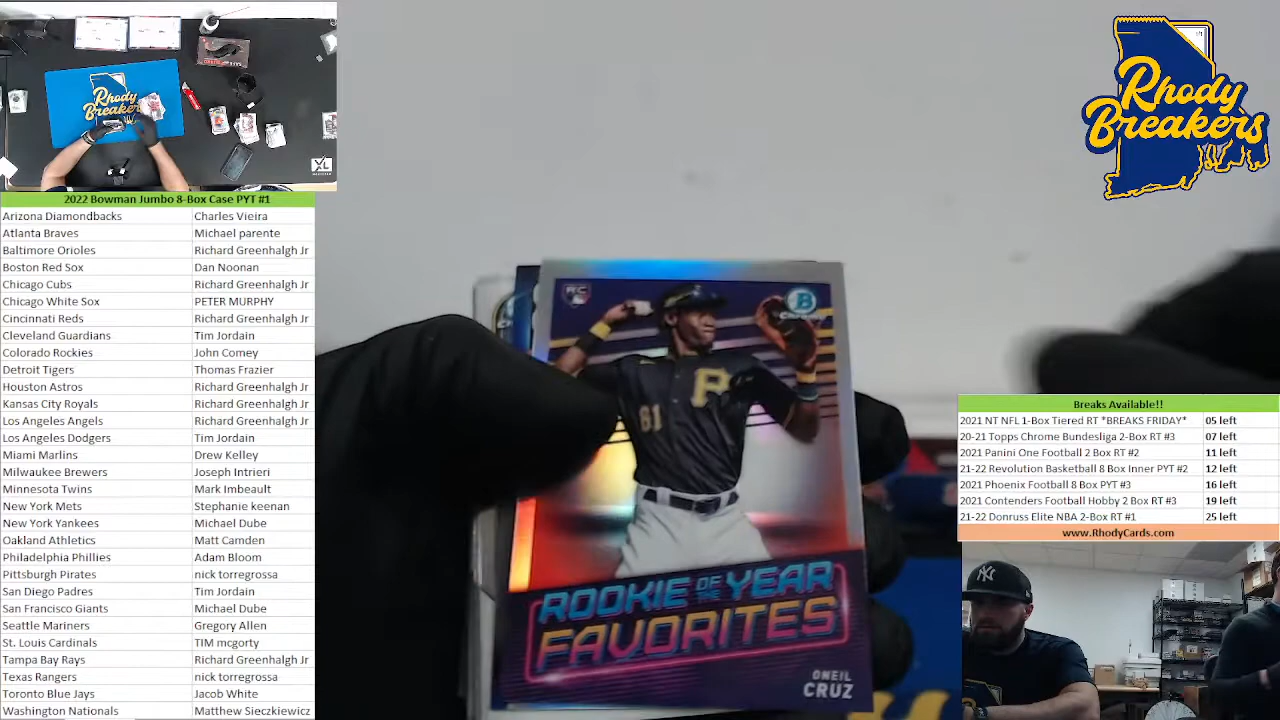 2022 Bowman Jumbo 8-Box Case PYT #1
Arizona Diamondbacks Charles Vieira
Atlanta Braves Michael parente
Baltimore Orioles Richard Greenhalgh Jr
Boston Red Sox Dan Noonan
Chicago Cubs Richard Greenhalgh Jr
Chicago White Sox PETER MURPHY
Cincinnati Reds Richard Greenhalgh Jr
Cleveland Guardians Tim Jordain
Colorado Rockies John Comey
Detroit Tigers Thomas Frazier
Houston Astros Richard Greenhalgh Jr
Kansas City Royals Richard Greenhalgh Jr
Los Angeles Angels Richard Greenhalgh Jr
Los Angeles Dodgers Tim Jordain
Miami Marlins Drew Kelley
Milwaukee Brewers Joseph Intrieri
Minnesota Twins Mark Imbeault
New York Mets Stephanie keenan
New York Yankees Michael Dube
Oakland Athletics Matt Camden
Philadelphia Phillies Adam Bloom
Pittsburgh Pirates nick torregrossa
San Diego Padres Tim Jordain
San Francisco Giants Michael Dube
Seattle Mariners Gregory Allen
St. Louis Cardinals TIM mcgorty
Tampa Bay Rays Richard Greenhalgh Jr
Texas Rangers nick torregrossa
Toronto Blue Jays Jacob White
Washington Nationals Matthew Sieczkiewicz
Rhody
Breakers
RC
B
P
61
ROOKIE OF THE YEAR
FAVORITES
ONEIL
CRUZ
Rhody
Breakers
Breaks Available!!
2021 NT NFL 1-Box Tiered RT *BREAKS FRIDAY* 05 left
20-21 Topps Chrome Bundesliga 2-Box RT #3 07 left
2021 Panini One Football 2 Box RT #2 11 left
21-22 Revolution Basketball 8 Box Inner PYT #2 12 left
2021 Phoenix Football 8 Box PYT #3 16 left
2021 Contenders Football Hobby 2 Box RT #3 19 left
21-22 Donruss Elite NBA 2-Box RT #1 25 left
www.RhodyCards.com